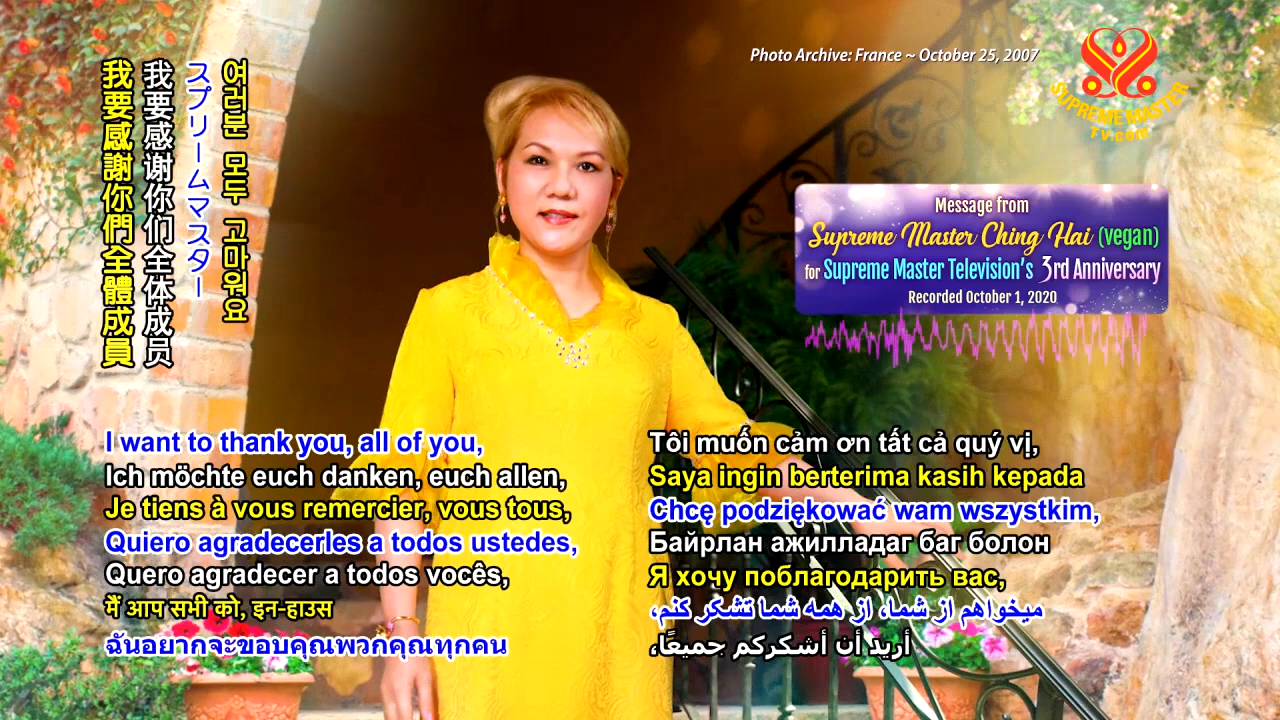 Photo Archive: France ~ October 25, 2007
SUPREME MASTER
TV.COM
Message from
Supreme Master Ching Hai (vegan)
for Supreme Master Television's 3rd Anniversary
Recorded October 1, 2020
我要感謝你們全體成員
我要感谢你们全体成员
スプリームマスター
여러분 모두 고마워요
I want to thank you, all of you,
Ich möchte euch danken, euch allen,
Je tiens à vous remercier, vous tous,
Quiero agradecerles a todos ustedes,
Quero agradecer a todos vocês,
मैं आप सभी को, इन-हाउस
ฉันอยากจะขอบคุณพวกคุณทุกคน
Tôi muốn cảm ơn tất cả quý vị,
Saya ingin berterima kasih kepada
Chcę podziękować wam wszystkim,
Байрлан ажилладаг баг болон
Я хочу поблагодарить вас,
میخواهم از شما، از همه شما تشکر کنم،
أريد أن أشكركم جميعًا،